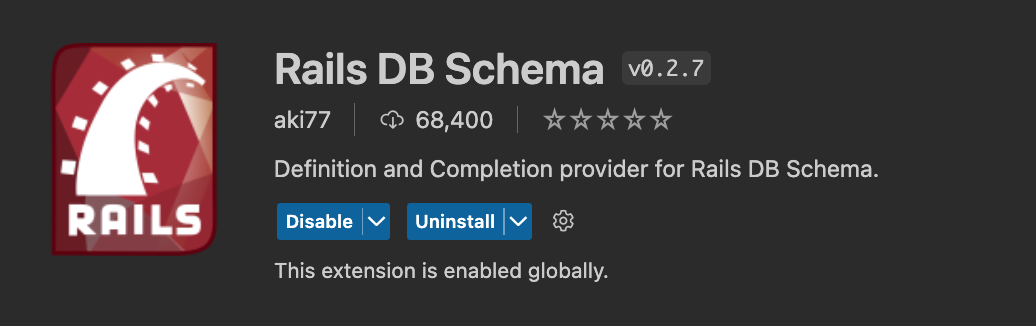 RAILS
Rails DB Schema v0.2.7
aki77 68,400
Definition and Completion provider for Rails DB Schema.
Disable Uninstall
This extension is enabled globally.